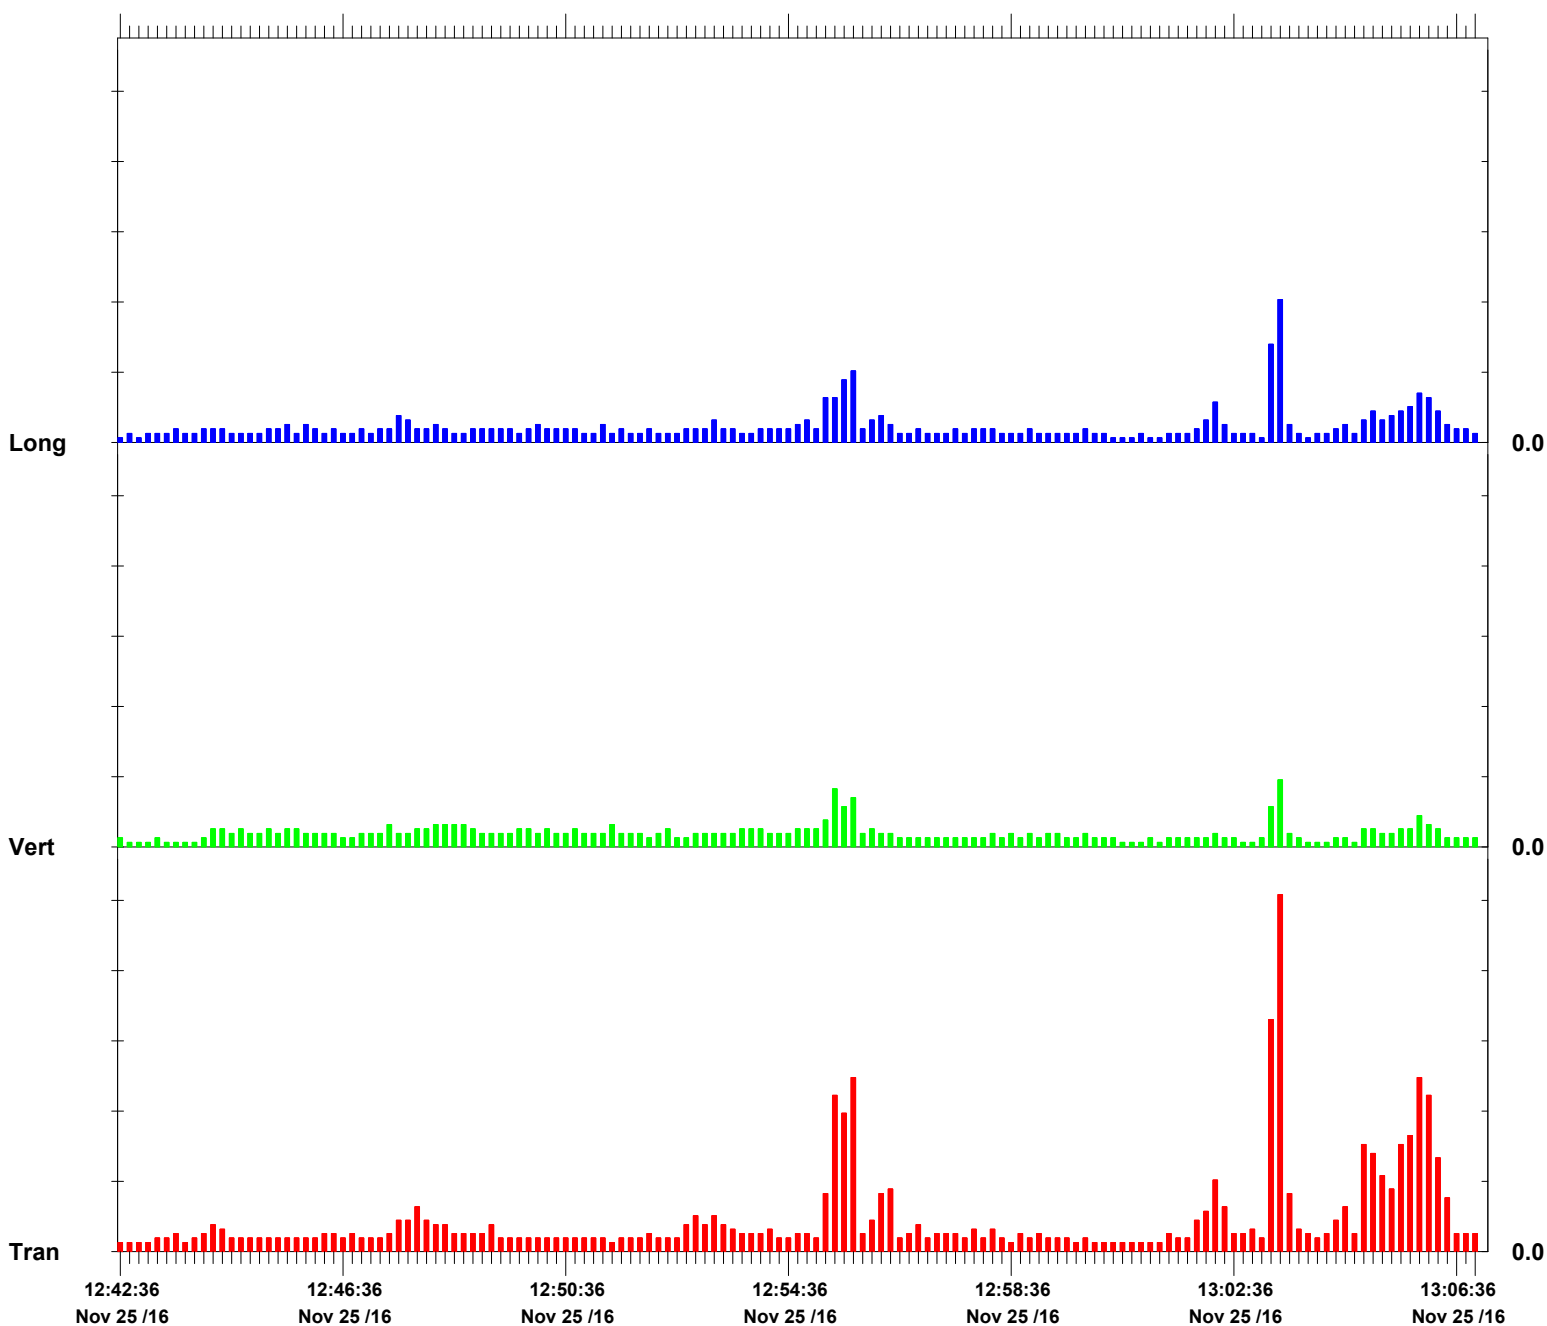 Long 0.0
Vert 0.0
Tran 0.0
12:42:36 12:46:36 12:50:36 12:54:36 12:58:36 13:02:36 13:06:36
Nov 25 /16 Nov 25 /16 Nov 25 /16 Nov 25 /16 Nov 25 /16 Nov 25 /16 Nov 25 /16